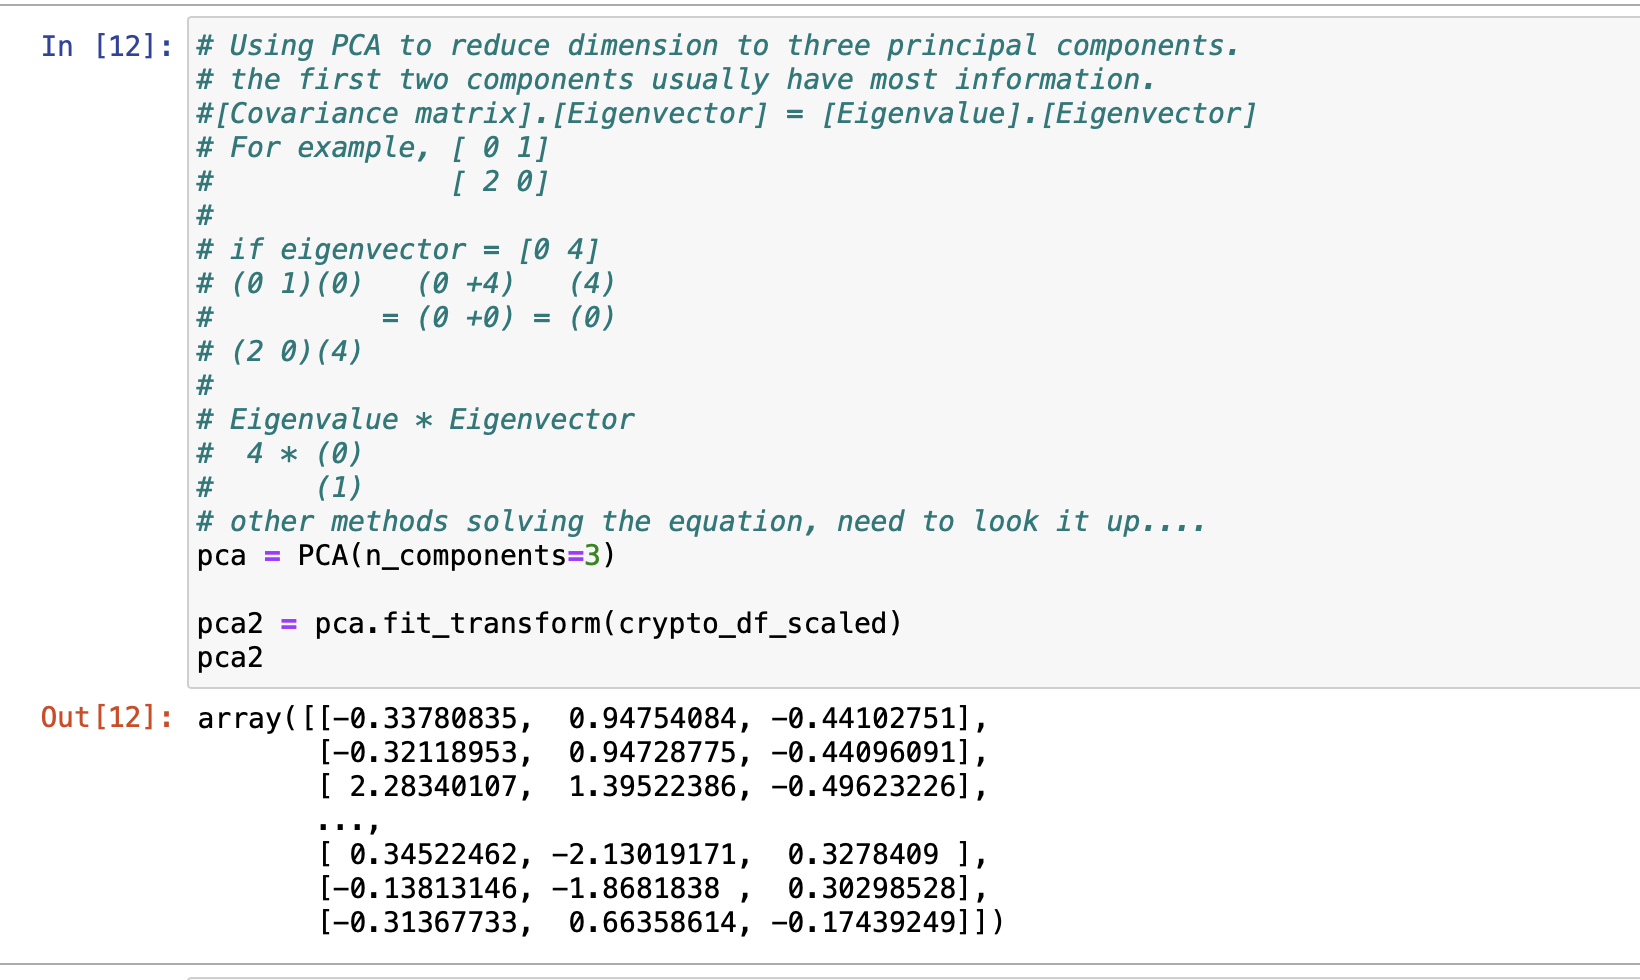 In [12]: # Using PCA to reduce dimension to three principal components.
# the first two components usually have most information.
#[Covariance matrix].[Eigenvector] = [Eigenvalue].[Eigenvector]
# For example, [ 0 1]
#              [ 2 0]
#
# if eigenvector = [0 4]
# (0 1)(0)   (0 +4)   (4)
#          = (0 +0) = (0)
# (2 0)(4)
#
# Eigenvalue * Eigenvector
#  4 * (0)
#      (1)
# other methods solving the equation, need to look it up....
pca = PCA(n_components=3)
pca2 = pca.fit_transform(crypto_df_scaled)
pca2
Out[12]: array([[-0.33780835,  0.94754084, -0.44102751],
[-0.32118953,  0.94728775, -0.44096091],
[ 2.28340107,  1.39522386, -0.49623226],
...,
[ 0.34522462, -2.13019171,  0.3278409 ],
[-0.13813146, -1.8681838 ,  0.30298528],
[-0.31367733,  0.66358614, -0.17439249]])